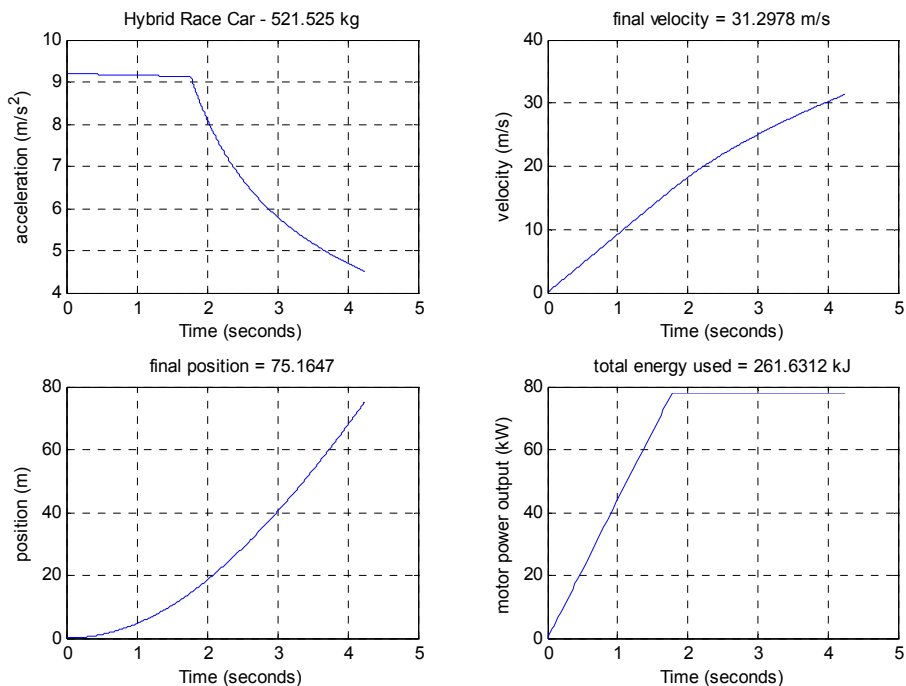 Hybrid Race Car - 521.525 kg
10
9
8
7
6
5
4
acceleration (m/s²)
0 1 2 3 4 5
Time (seconds)
final velocity = 31.2978 m/s
40
30
20
10
0
velocity (m/s)
0 1 2 3 4 5
Time (seconds)
final position = 75.1647
80
60
40
20
0
position (m)
0 1 2 3 4 5
Time (seconds)
total energy used = 261.6312 kJ
80
60
40
20
0
motor power output (kW)
0 1 2 3 4 5
Time (seconds)